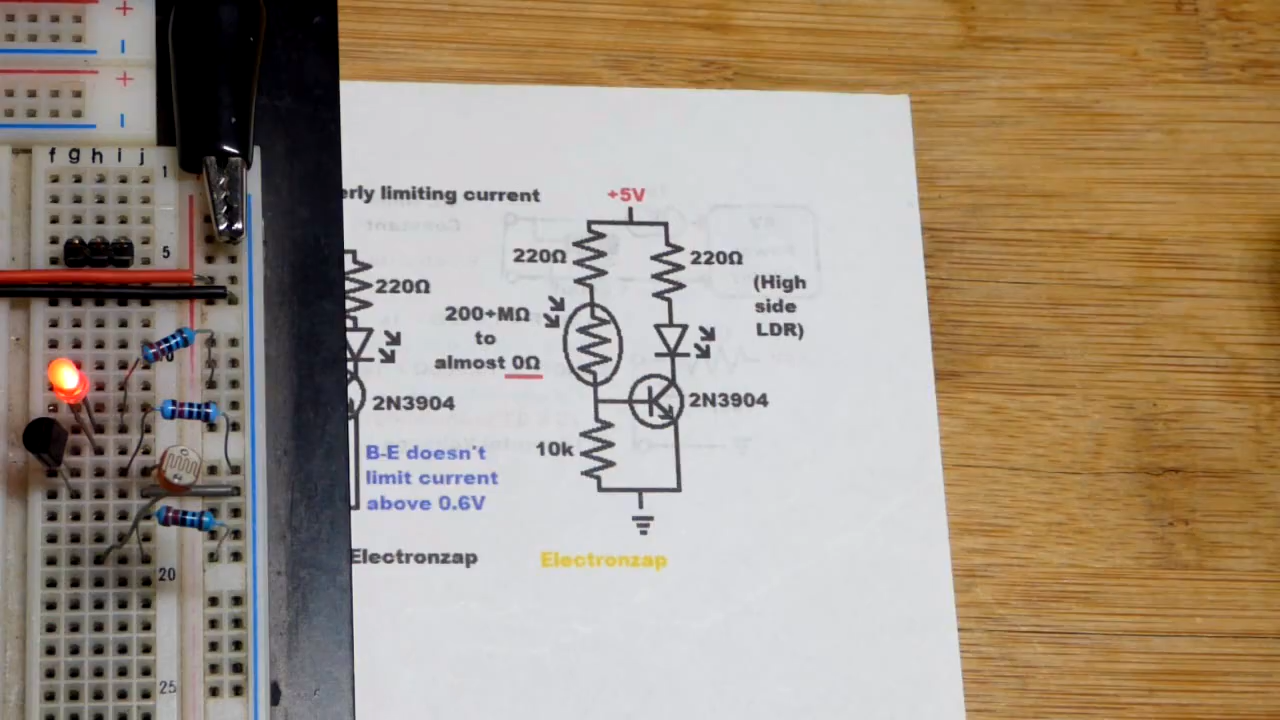 +
+
f g h i j
1
5
10
20
25
erly limiting current
220Ω
2N3904
B-E doesn't
limit current
above 0.6V
Electronzap
+5V
220Ω
220Ω
(High
side
LDR)
200+MΩ
to
almost 0Ω
2N3904
10k
Electronzap